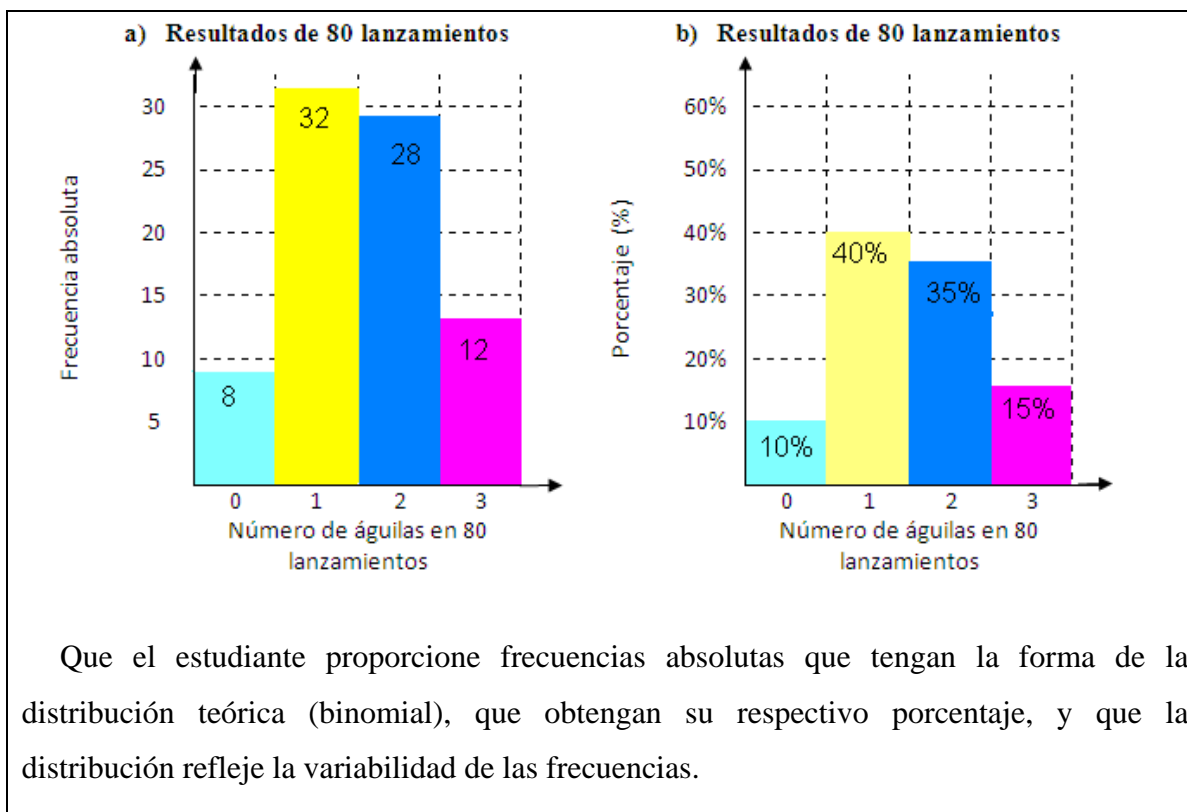 a) Resultados de 80 lanzamientos
Frecuencia absoluta
30
25
20
15
10
5
8
32
28
12
0 1 2 3
Número de águilas en 80
lanzamientos
b) Resultados de 80 lanzamientos
Porcentaje (%)
60%
50%
40%
30%
20%
10%
10%
40%
35%
15%
0 1 2 3
Número de águilas en 80
lanzamientos
Que el estudiante proporcione frecuencias absolutas que tengan la forma de la
distribución teórica (binomial), que obtengan su respectivo porcentaje, y que la
distribución refleje la variabilidad de las frecuencias.